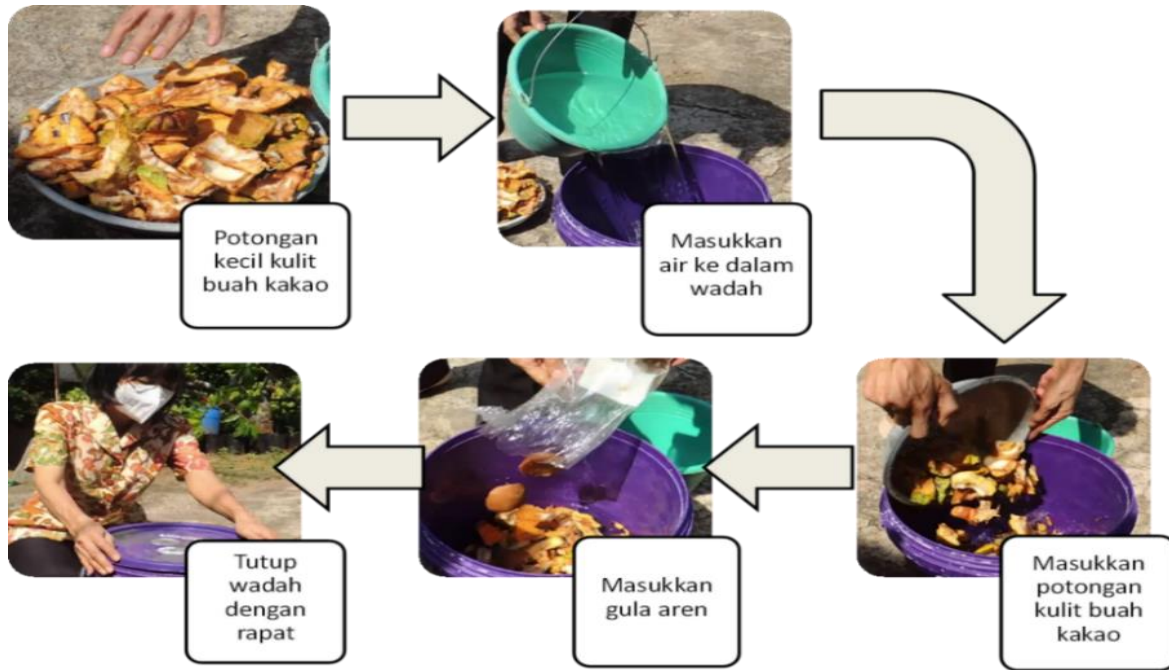 Potongan
kecil kulit
buah kakao
Masukkan
air ke dalam
wadah
Masukkan
potongan
kulit buah
kakao
Masukkan
gula aren
Tutup
wadah
dengan
rapat